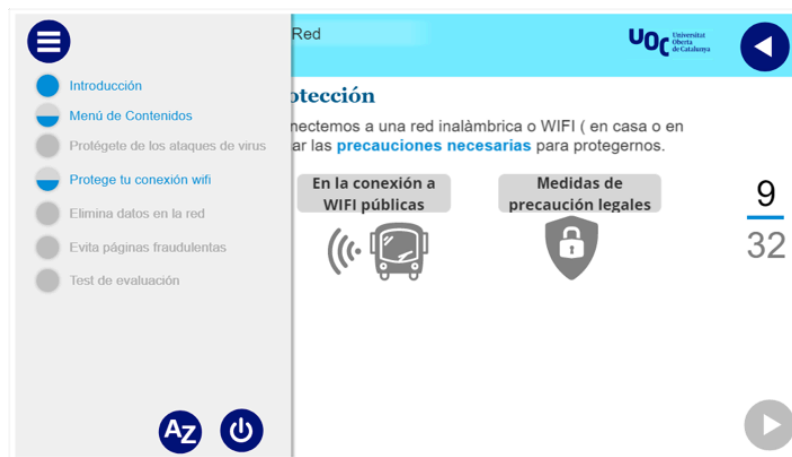 Red
UOC Universitat
Oberta
de Catalunya
Introducción
Menú de Contenidos
Protégete de los ataques de virus
Protege tu conexión wifi
Elimina datos en la red
Evita páginas fraudulentas
Test de evaluación
AZ
otección
nectemos a una red inalàmbrica o WIFI ( en casa o en
ar las precauciones necesarias para protegernos.
En la conexión a
WIFI públicas
Medidas de
precaución legales
9
32